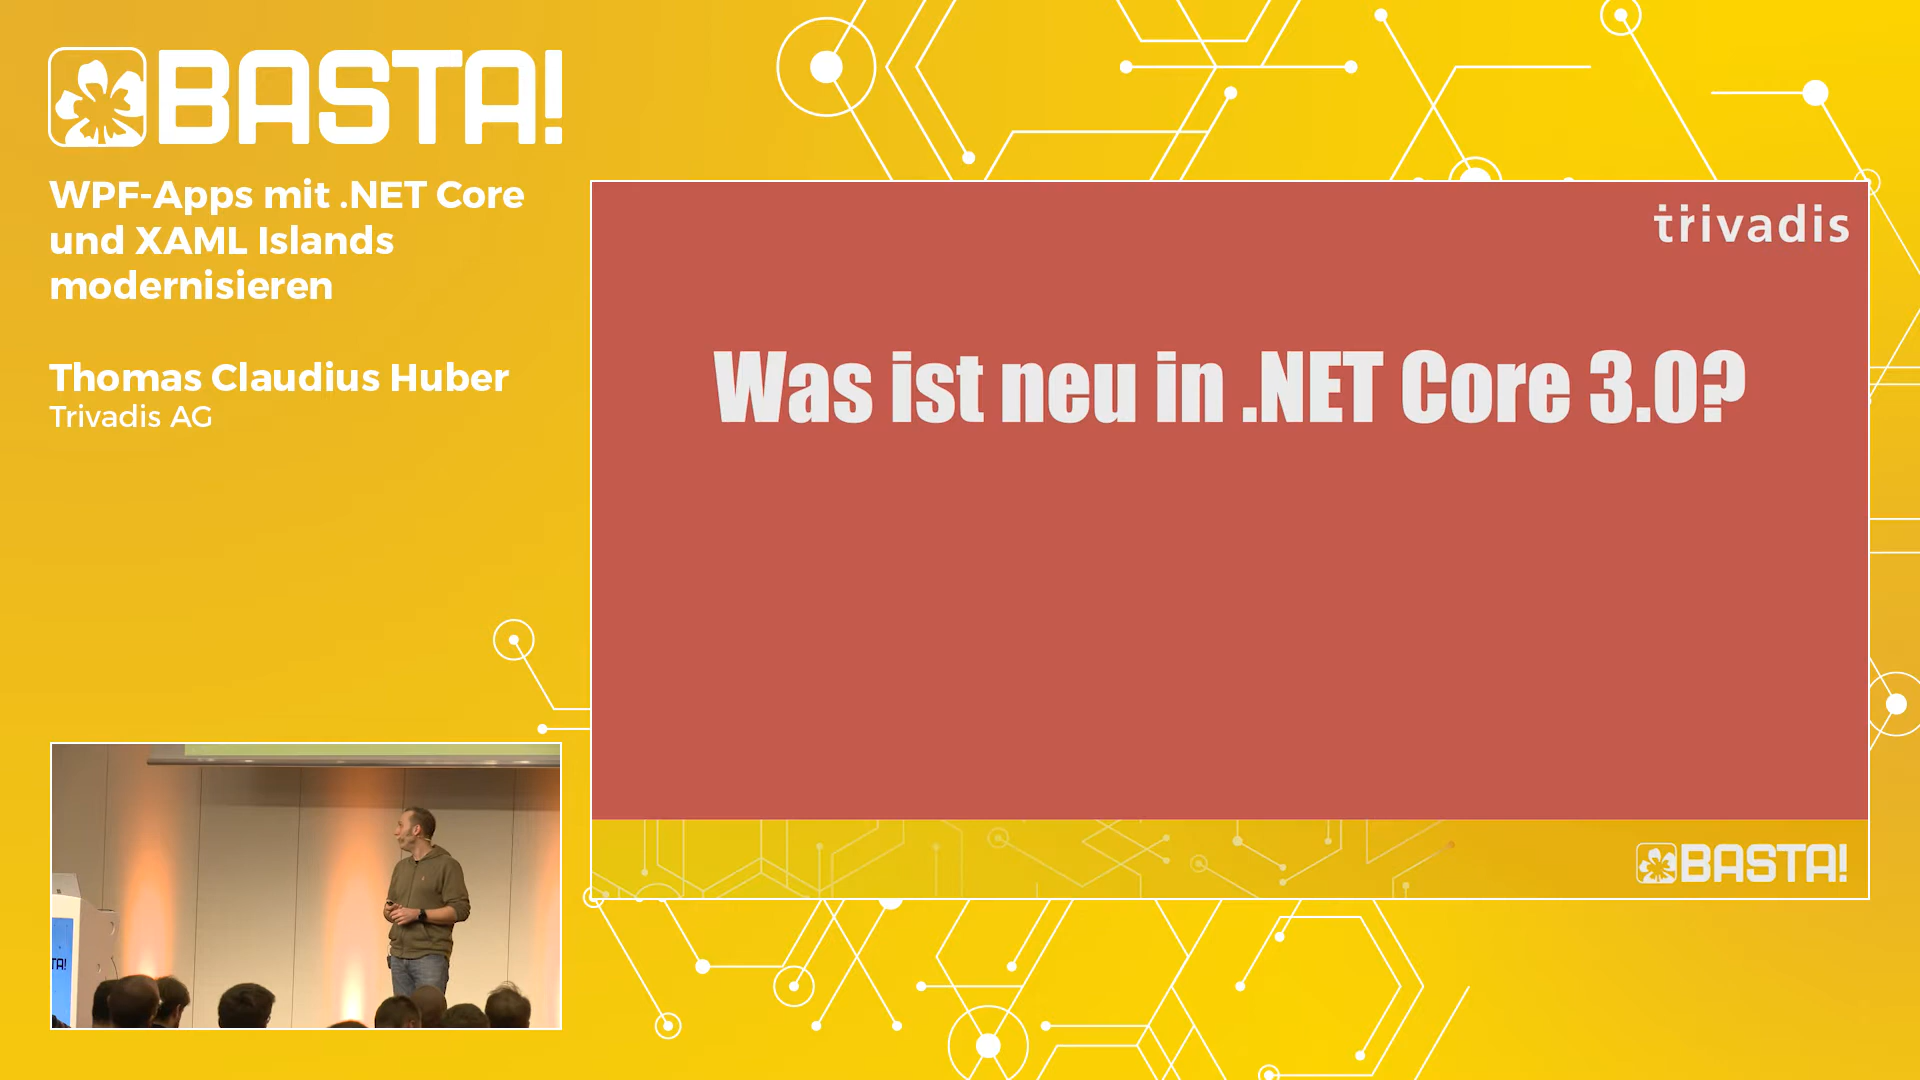 BASTA!
WPF-Apps mit .NET Core
und XAML Islands
modernisieren
Thomas Claudius Huber
Trivadis AG
trivadis
Was ist neu in .NET Core 3.0?
BASTA!
TA!